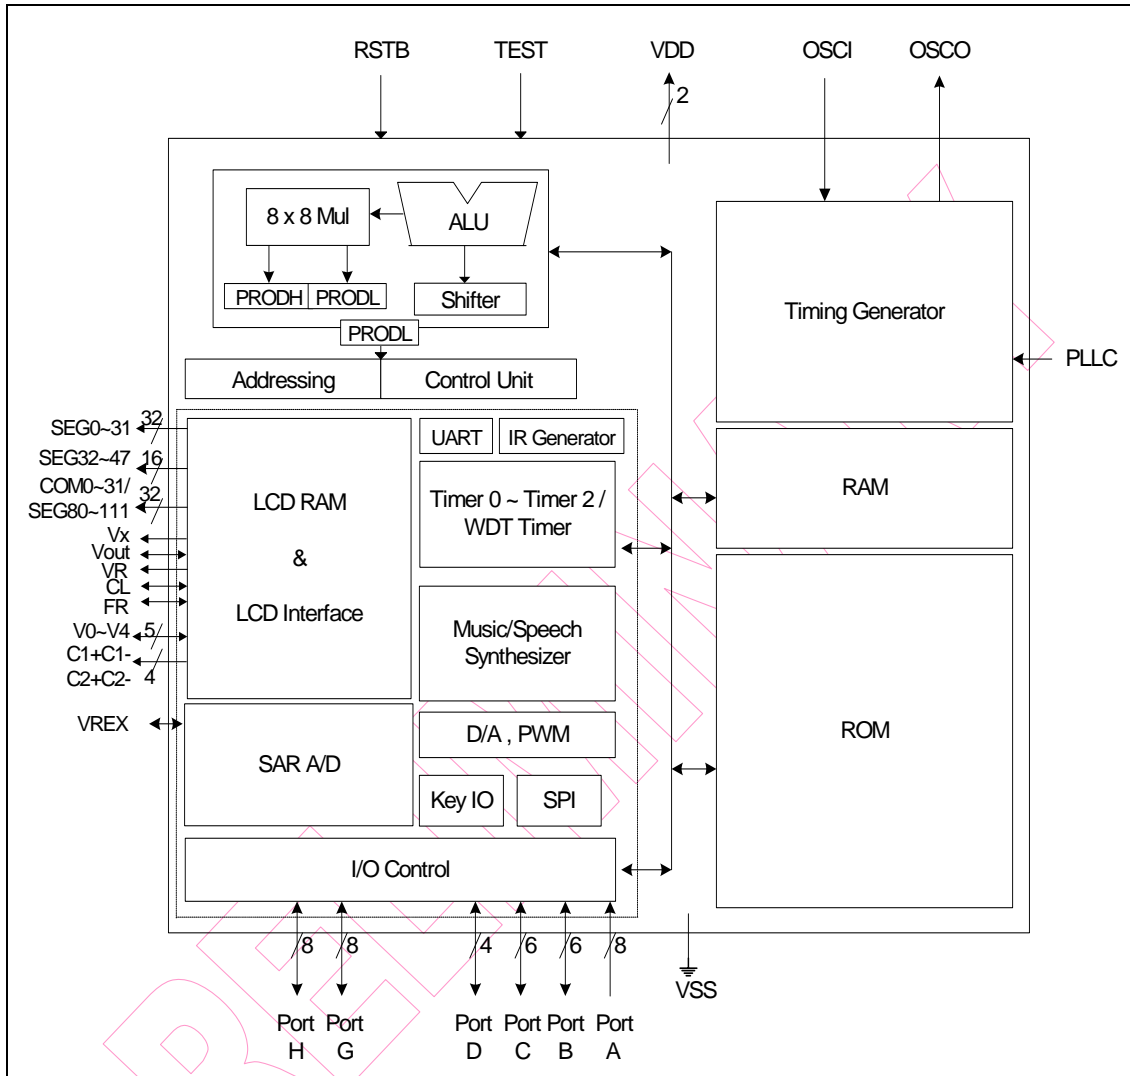 RSTB TEST VDD OSCI OSCO
2
8 x 8 Mul ALU
PRODH PRODL Shifter
PRODL
Addressing Control Unit
Timing Generator
PLLC
SEG0~31 32
SEG32~47 16
COM0~31/ 32
SEG80~111
Vx
Vout
VR
CL
FR
V0~V4 5
C1+C1-
C2+C2- 4
VREX
LCD RAM
&
LCD Interface
UART IR Generator
Timer 0 ~ Timer 2 /
WDT Timer
Music/Speech
Synthesizer
D/A , PWM
SAR A/D
Key IO SPI
I/O Control
RAM
ROM
8 8 4 6 6 8
VSS
Port Port Port Port Port Port
H G D C B A